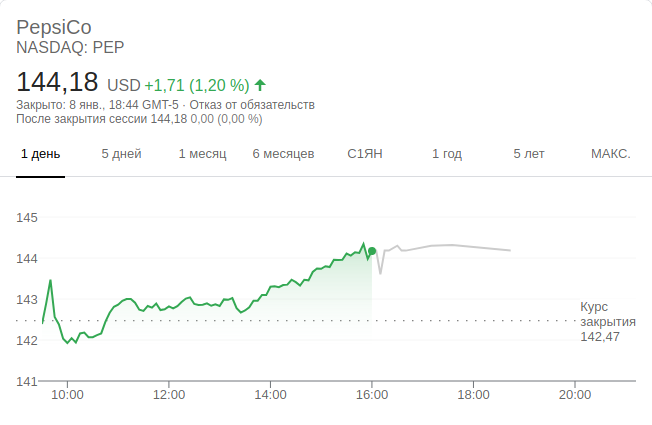 PepsiCo
NASDAQ: PEP
144,18 USD +1,71 (1,20 %)
Закрыто: 8 янв., 18:44 GMT-5 · Отказ от обязательств
После закрытия сессии 144,18 0,00 (0,00 %)
1 день 5 дней 1 месяц 6 месяцев С1ЯН 1 год 5 лет МАКС.
145
144
143
Курс
закрытия
142,47
142
141
10:00 12:00 14:00 16:00 18:00 20:00